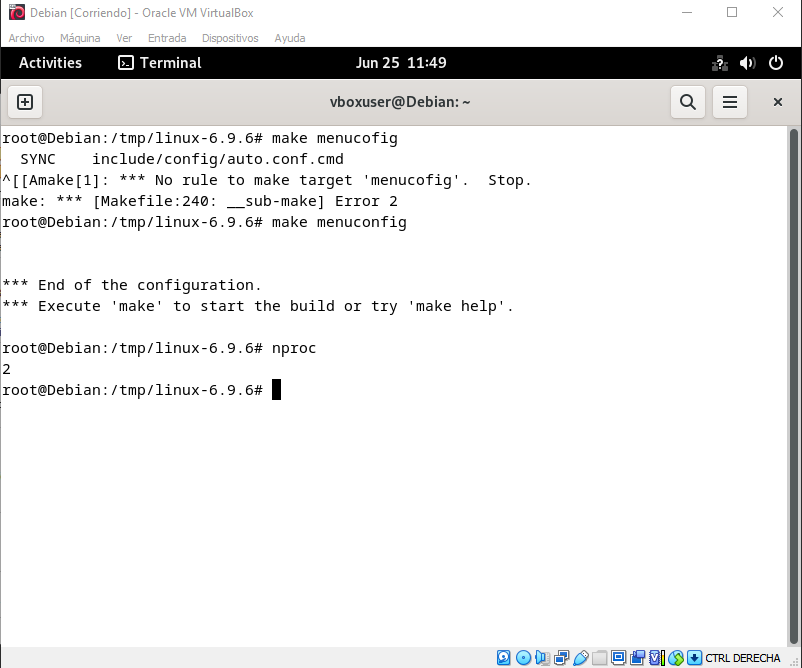 Debian [Corriendo] - Oracle VM VirtualBox
Archivo Máquina Ver Entrada Dispositivos Ayuda
Activities Terminal Jun 25 11:49
vboxuser@Debian: ~
root@Debian:/tmp/linux-6.9.6# make menucofig
  SYNC    include/config/auto.conf.cmd
^[[Amake[1]: *** No rule to make target 'menucofig'.  Stop.
make: *** [Makefile:240: __sub-make] Error 2
root@Debian:/tmp/linux-6.9.6# make menuconfig
*** End of the configuration.
*** Execute 'make' to start the build or try 'make help'.
root@Debian:/tmp/linux-6.9.6# nproc
2
root@Debian:/tmp/linux-6.9.6#
CTRL DERECHA